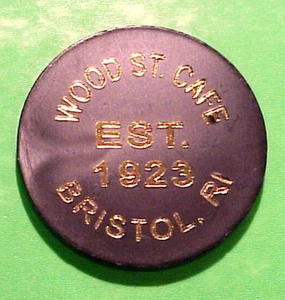 WOOD ST. CAFE
EST.
1923
BRISTOL, RI